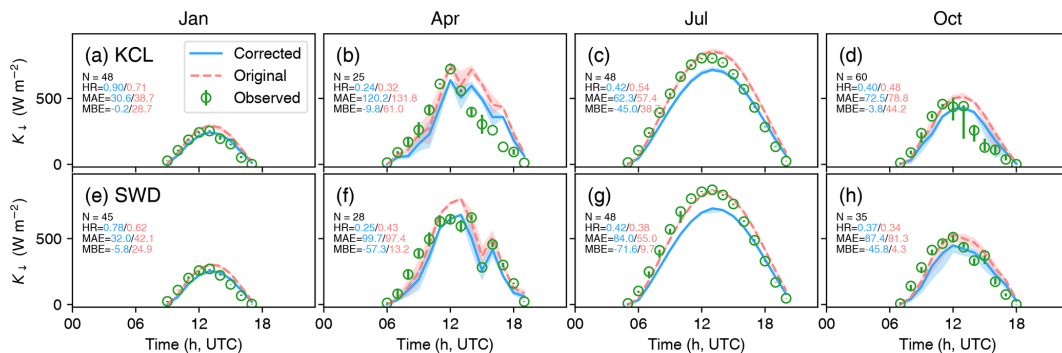 Jan
Apr
Jul
Oct
(a) KCL
N = 48
HR=0.90/0.71
MAE=30.6/38.7
MBE=-0.2/28.7
Corrected
Original
Observed
(b)
N = 25
HR=0.24/0.32
MAE=120.2/131.8
MBE=-9.8/61.0
(c)
N = 48
HR=0.42/0.54
MAE=62.3/57.4
MBE=-45.0/38
(d)
N = 60
HR=0.40/0.48
MAE=72.5/78.8
MBE=-3.8/44.2
K↓ (W m−2)
500
0
(e) SWD
N = 45
HR=0.78/0.62
MAE=32.0/42.1
MBE=-5.8/24.9
(f)
N = 28
HR=0.25/0.43
MAE=99.7/97.4
MBE=-57.3/13.2
(g)
N = 48
HR=0.42/0.38
MAE=84.0/55.0
MBE=-71.6/9.7
(h)
N = 35
HR=0.37/0.34
MAE=87.4/81.3
MBE=-45.8/4.3
K↓ (W m−2)
500
0
00 06 12 18 00 06 12 18 00 06 12 18 00 06 12 18
Time (h, UTC) Time (h, UTC) Time (h, UTC) Time (h, UTC)